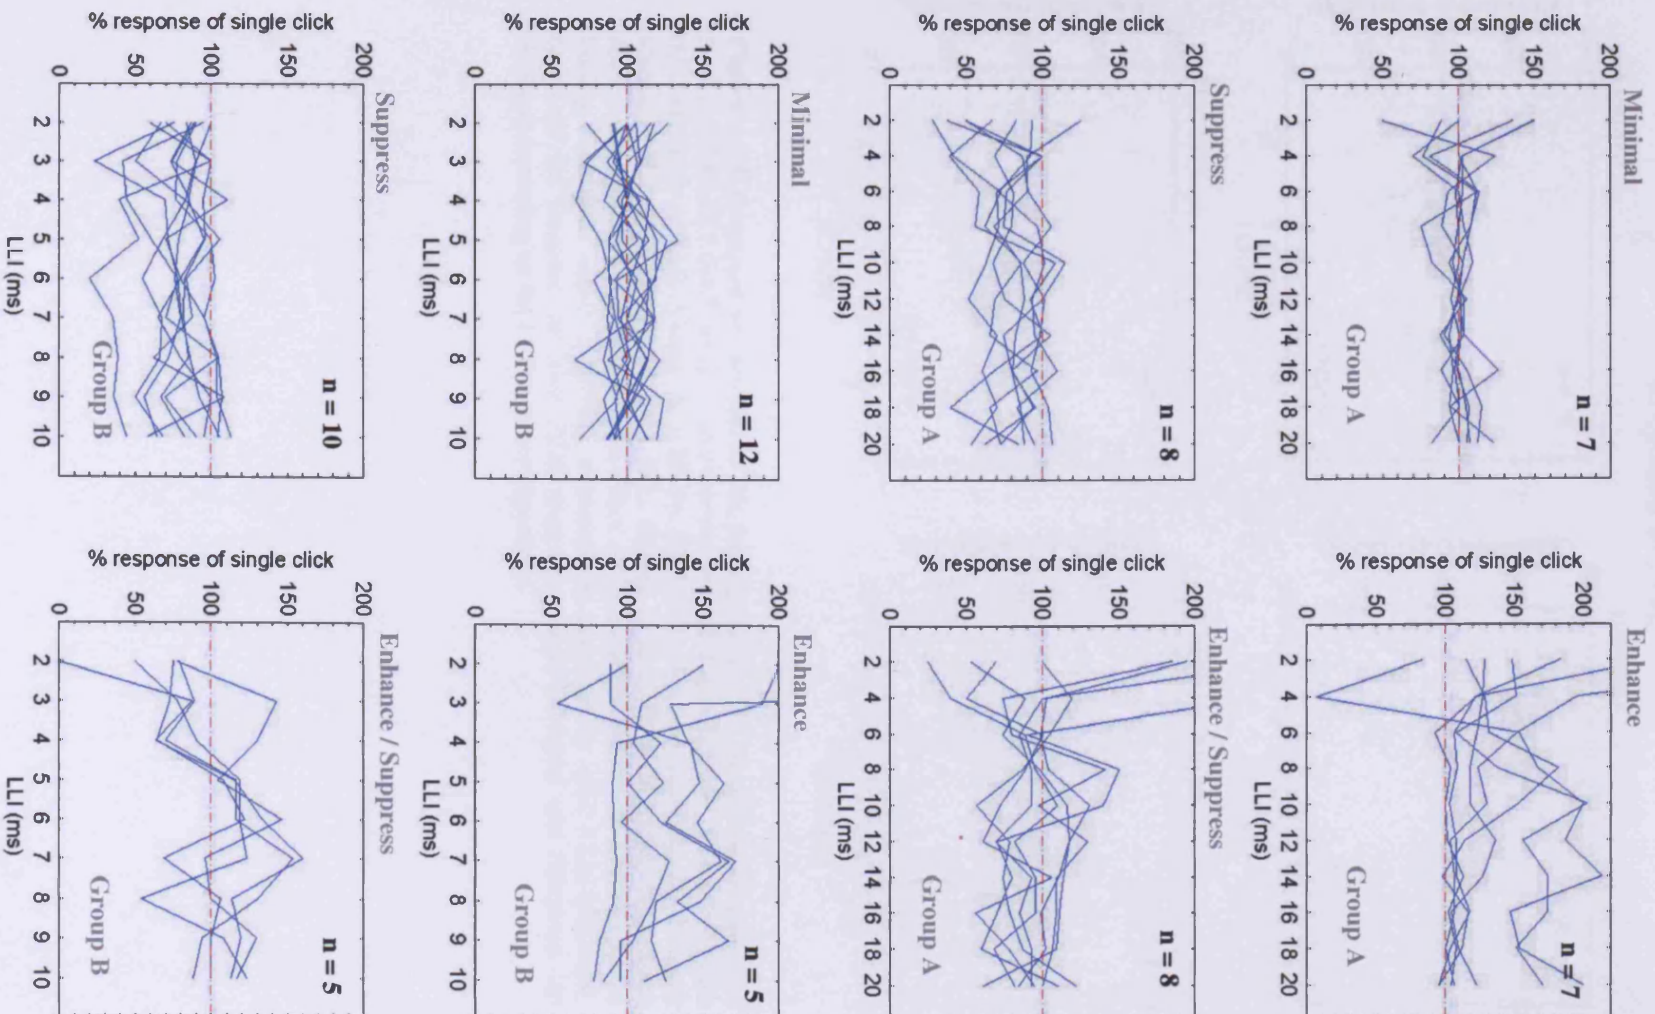 Minimal
200
150
100
50
0
% response of single click
n = 7
Group A
2 4 6 8 10 12 14 16 18 20
LLI (ms)
Enhance
200
150
100
50
0
% response of single click
n = 7
Group A
2 4 6 8 10 12 14 16 18 20
LLI (ms)
Suppress
200
150
100
50
0
% response of single click
n = 8
Group A
2 4 6 8 10 12 14 16 18 20
LLI (ms)
Enhance / Suppress
200
150
100
50
0
% response of single click
n = 8
Group A
2 4 6 8 10 12 14 16 18 20
LLI (ms)
Minimal
200
150
100
50
0
% response of single click
n = 12
Group B
2 3 4 5 6 7 8 9 10
LLI (ms)
Enhance
200
150
100
50
0
% response of single click
n = 5
Group B
2 3 4 5 6 7 8 9 10
LLI (ms)
Suppress
200
150
100
50
0
% response of single click
n = 10
Group B
2 3 4 5 6 7 8 9 10
LLI (ms)
Enhance / Suppress
200
150
100
50
0
% response of single click
n = 5
Group B
2 3 4 5 6 7 8 9 10
LLI (ms)